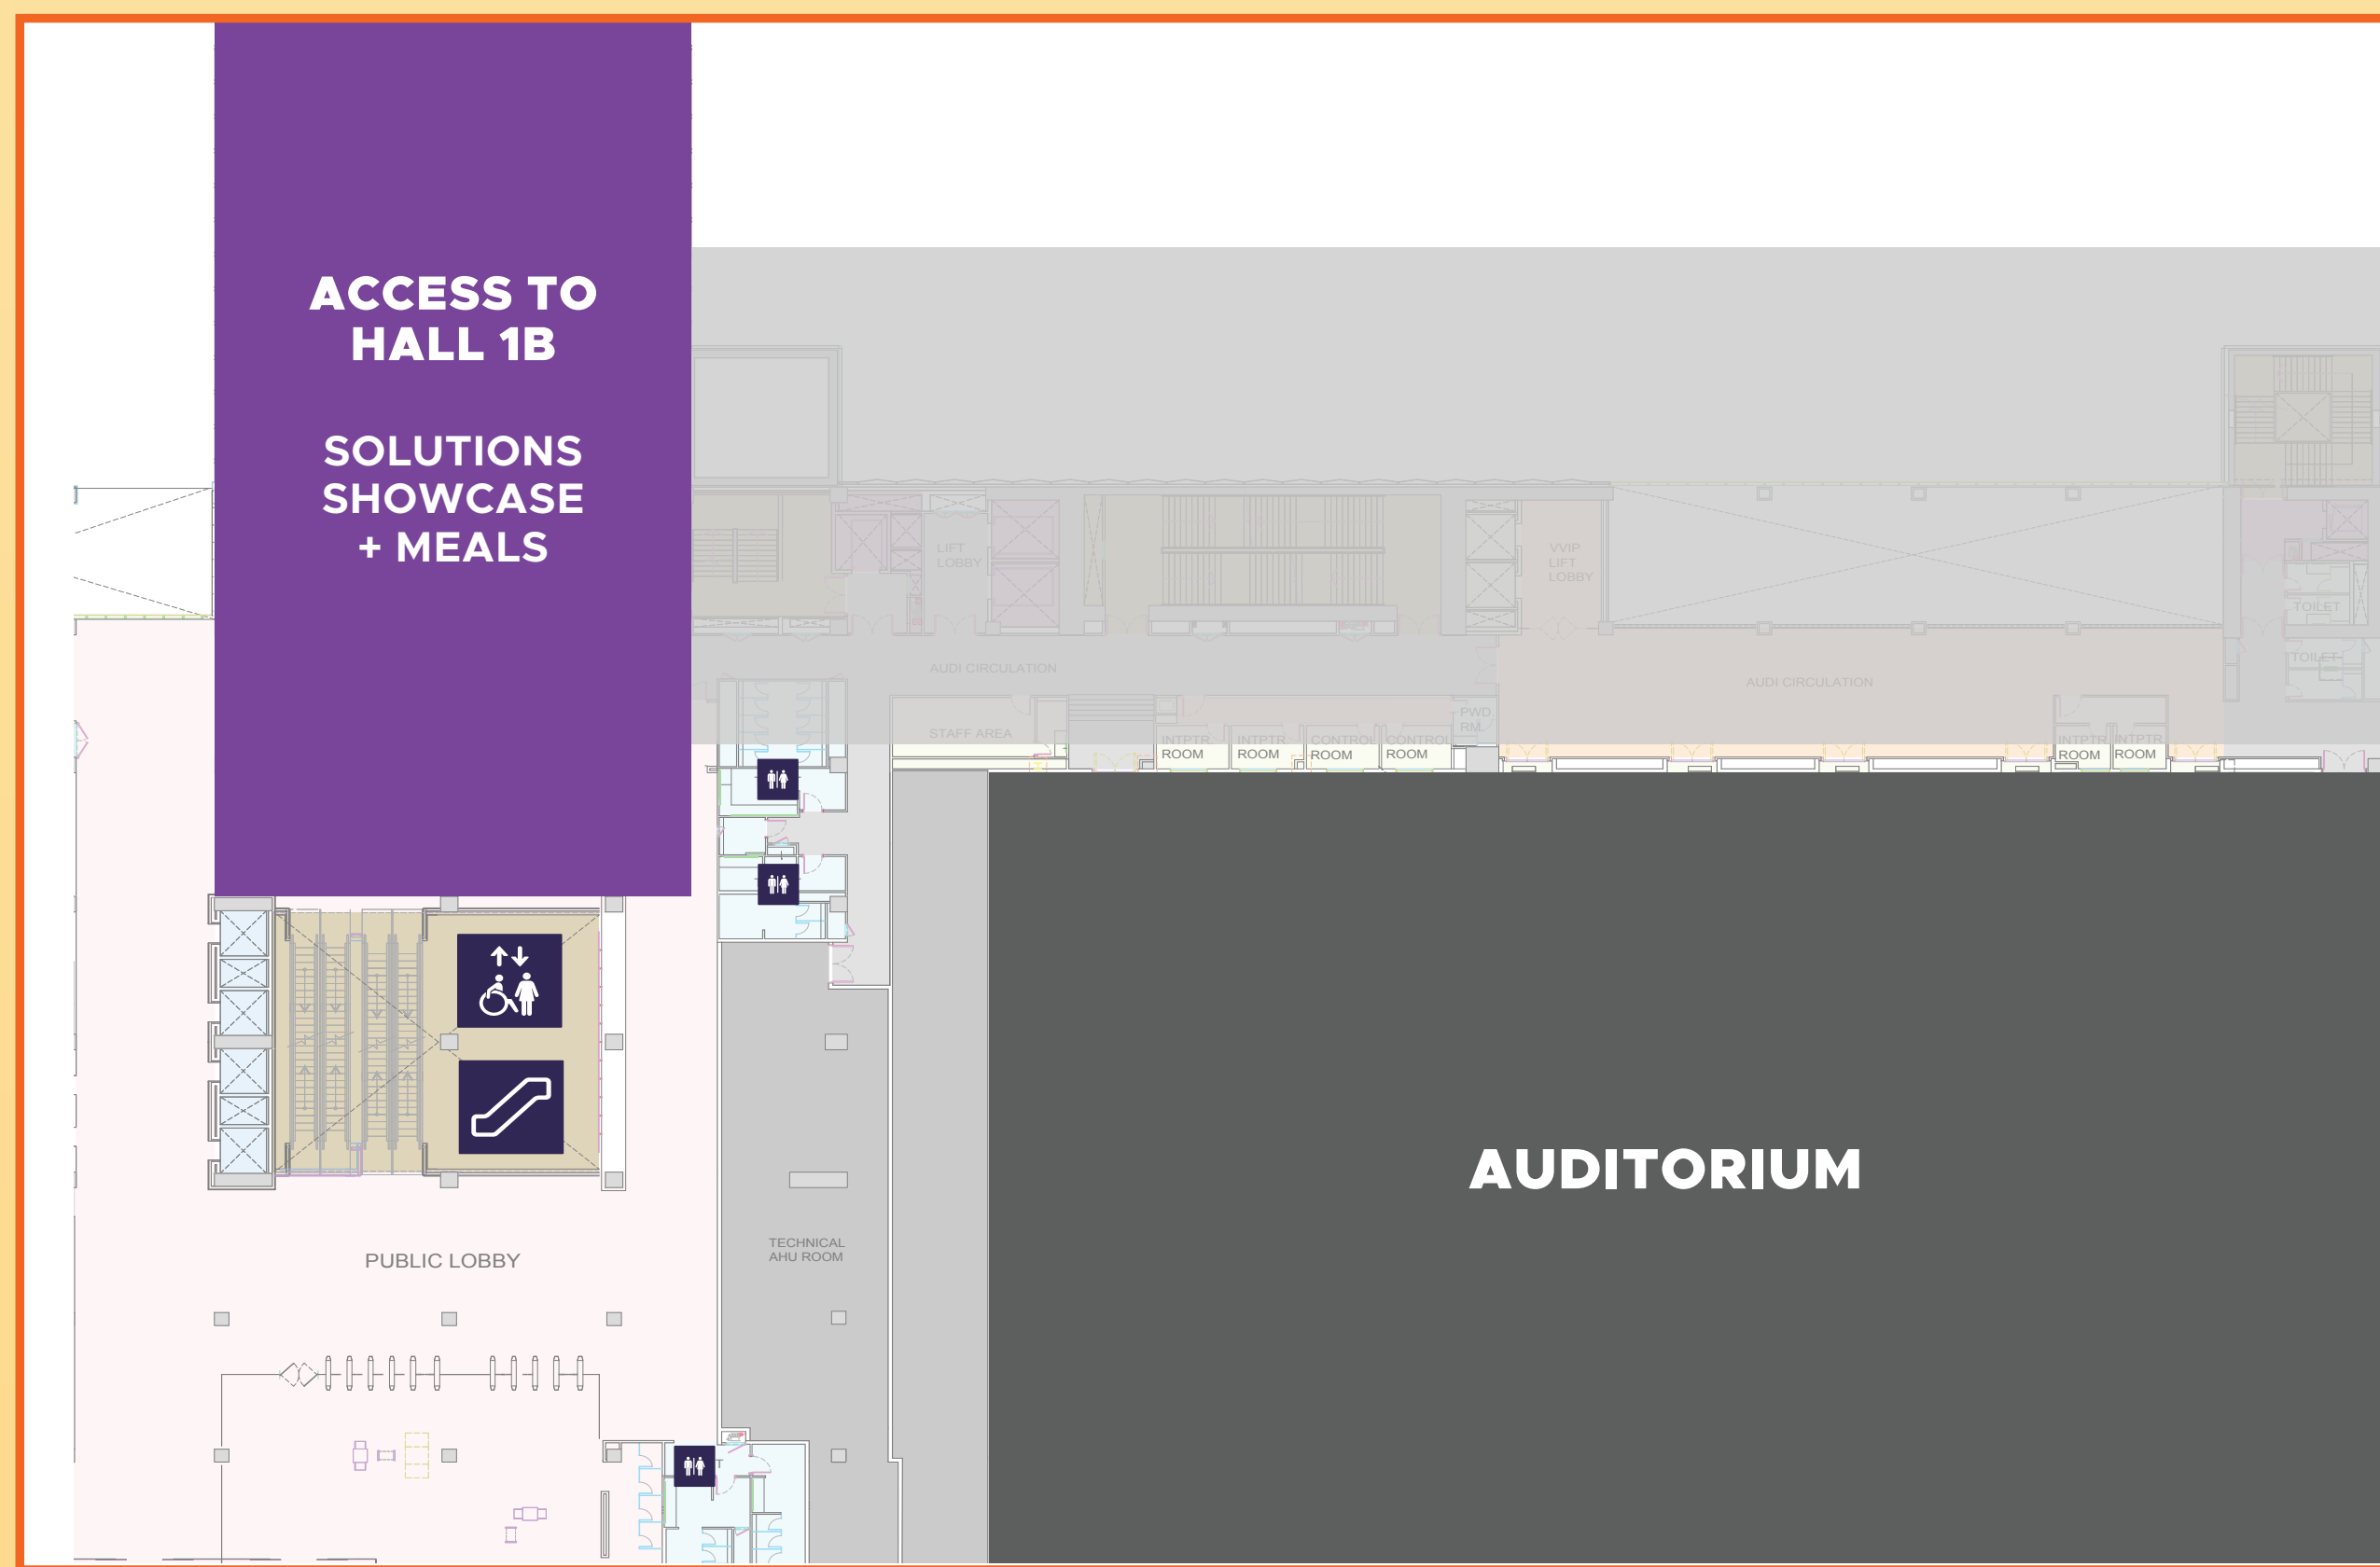 ACCESS TO
HALL 1B
SOLUTIONS
SHOWCASE
+ MEALS
LIFT
LOBBY
VVIP
LIFT
LOBBY
TOILET
TOILET
AUDI CIRCULATION
AUDI CIRCULATION
STAFF AREA
PWD
RM.
INTPTR
ROOM
INTPTR
ROOM
CONTROL
ROOM
CONTROL
ROOM
INTPTR
ROOM
INTPTR
ROOM
AUDITORIUM
PUBLIC LOBBY
TECHNICAL
AHU ROOM
T